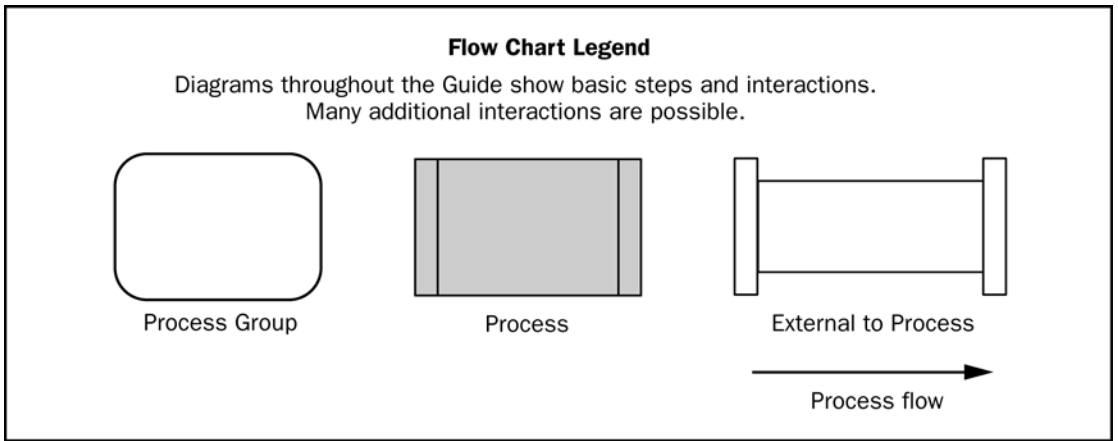 Flow Chart Legend
Diagrams throughout the Guide show basic steps and interactions.
Many additional interactions are possible.
Process Group
Process
External to Process
Process flow